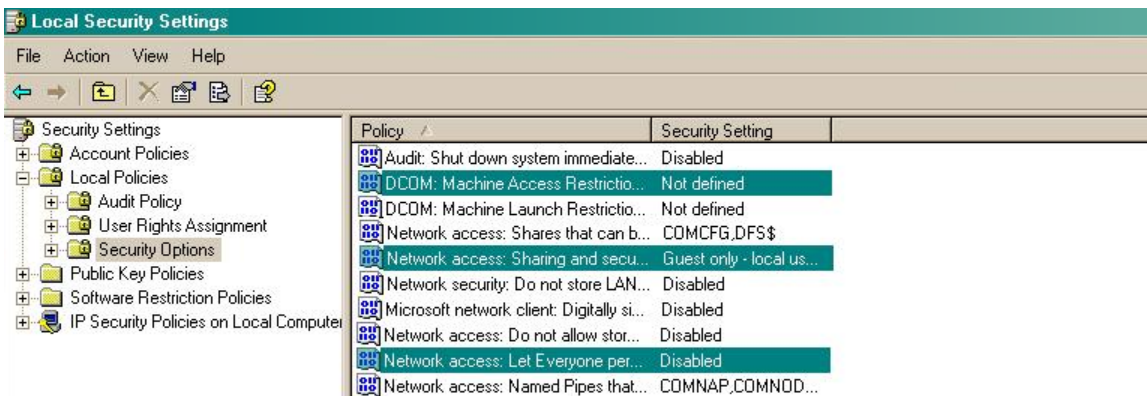 Local Security Settings
File Action View Help
Security Settings
Account Policies
Local Policies
Audit Policy
User Rights Assignment
Security Options
Public Key Policies
Software Restriction Policies
IP Security Policies on Local Computer
Policy Security Setting
Audit: Shut down system immediate... Disabled
DCOM: Machine Access Restrictio... Not defined
DCOM: Machine Launch Restrictio... Not defined
Network access: Shares that can b... COMCFG,DFS$
Network access: Sharing and secu... Guest only - local us...
Network security: Do not store LAN... Disabled
Microsoft network client: Digitally si... Disabled
Network access: Do not allow stor... Disabled
Network access: Let Everyone per... Disabled
Network access: Named Pipes that... COMNAP,COMNOD...